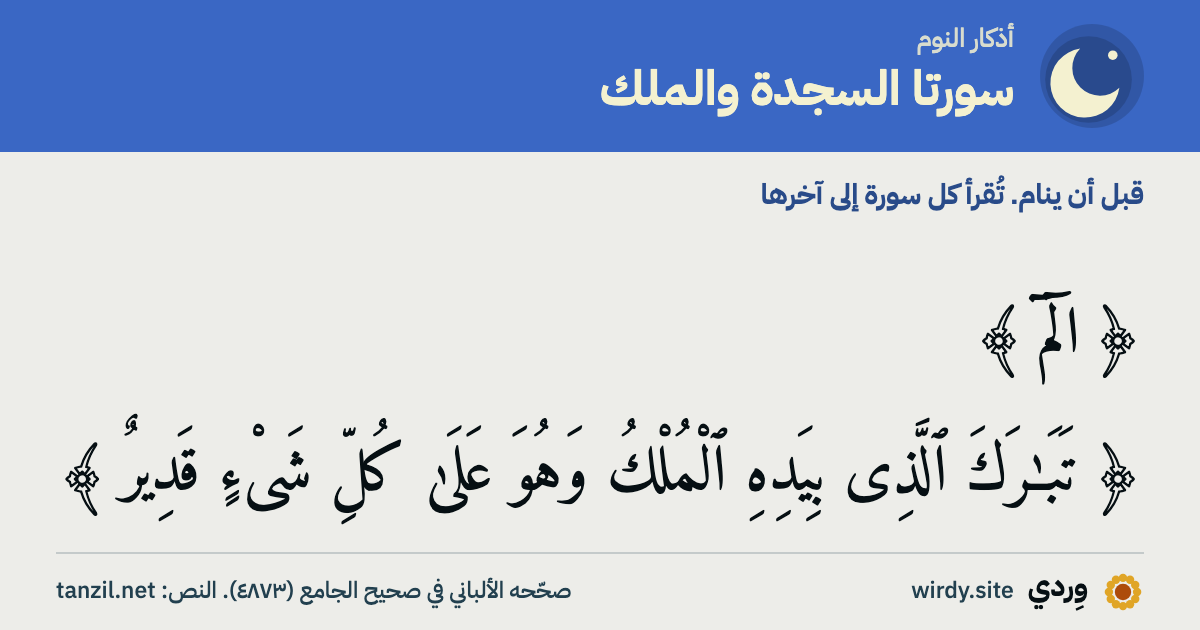 أذكار النوم
سورتا السجدة والملك
قبل أن ينام. تُقرأ كل سورة إلى آخرها
﴿ الٓمٓ ﴾
﴿ تَبَـٰرَكَ ٱلَّذِى بِيَدِهِ ٱلْمُلْكُ وَهُوَ عَلَىٰ كُلِّ شَىْءٍ قَدِيرٌ ﴾
وِردي wirdy.site
صحّحه الألباني في صحيح الجامع (٤٨٧٣). النص: tanzil.net